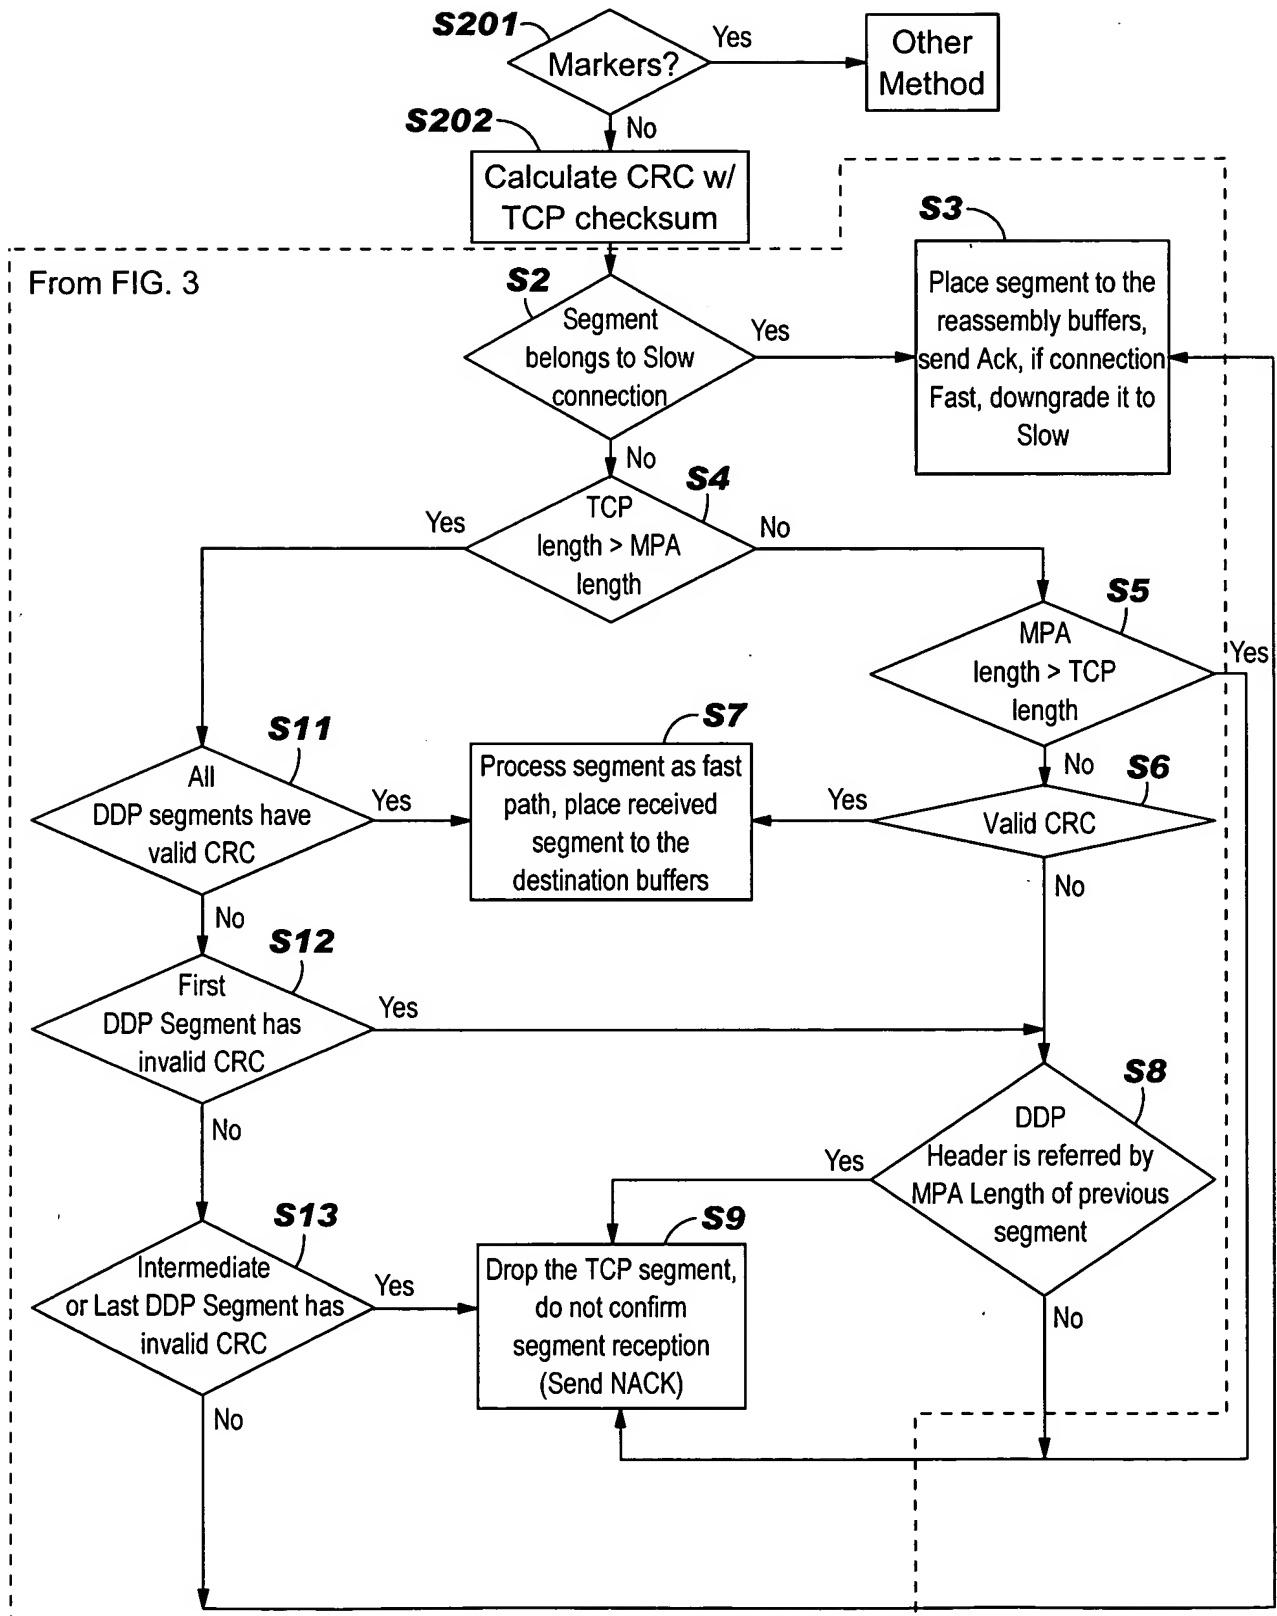 S201
Markers?
Yes
Other
Method
No
S202
Calculate CRC w/
TCP checksum
From FIG. 3
S2
Segment
belongs to Slow
connection
Yes
S3
Place segment to the
reassembly buffers,
send Ack, if connection
Fast, downgrade it to
Slow
No
S4
TCP
length > MPA
length
Yes
No
S5
MPA
length > TCP
length
Yes
No
S11
All
DDP segments have
valid CRC
Yes
S7
Process segment as fast
path, place received
segment to the
destination buffers
Yes
S6
Valid CRC
No
No
S12
First
DDP Segment has
invalid CRC
Yes
No
S8
DDP
Header is referred by
MPA Length of previous
segment
Yes
No
S13
Intermediate
or Last DDP Segment has
invalid CRC
Yes
S9
Drop the TCP segment,
do not confirm
segment reception
(Send NACK)
No